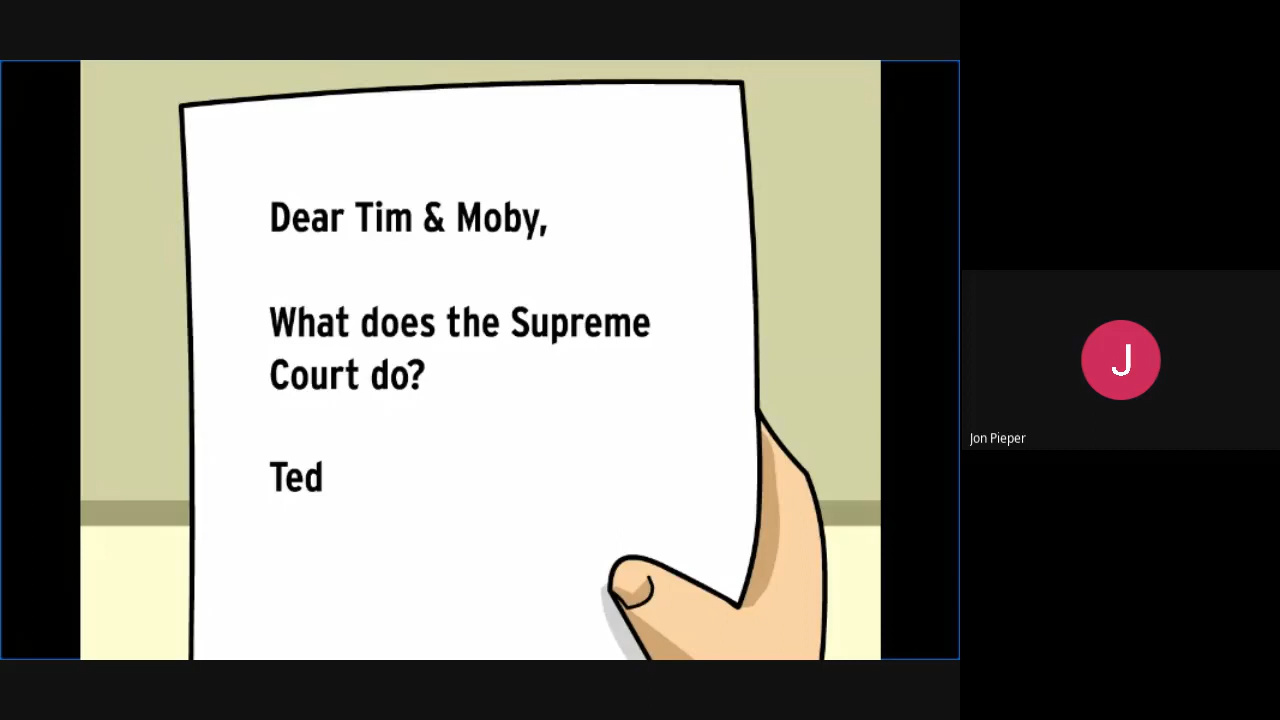 Dear Tim & Moby,
What does the Supreme
Court do?
Ted
J
Jon Pieper